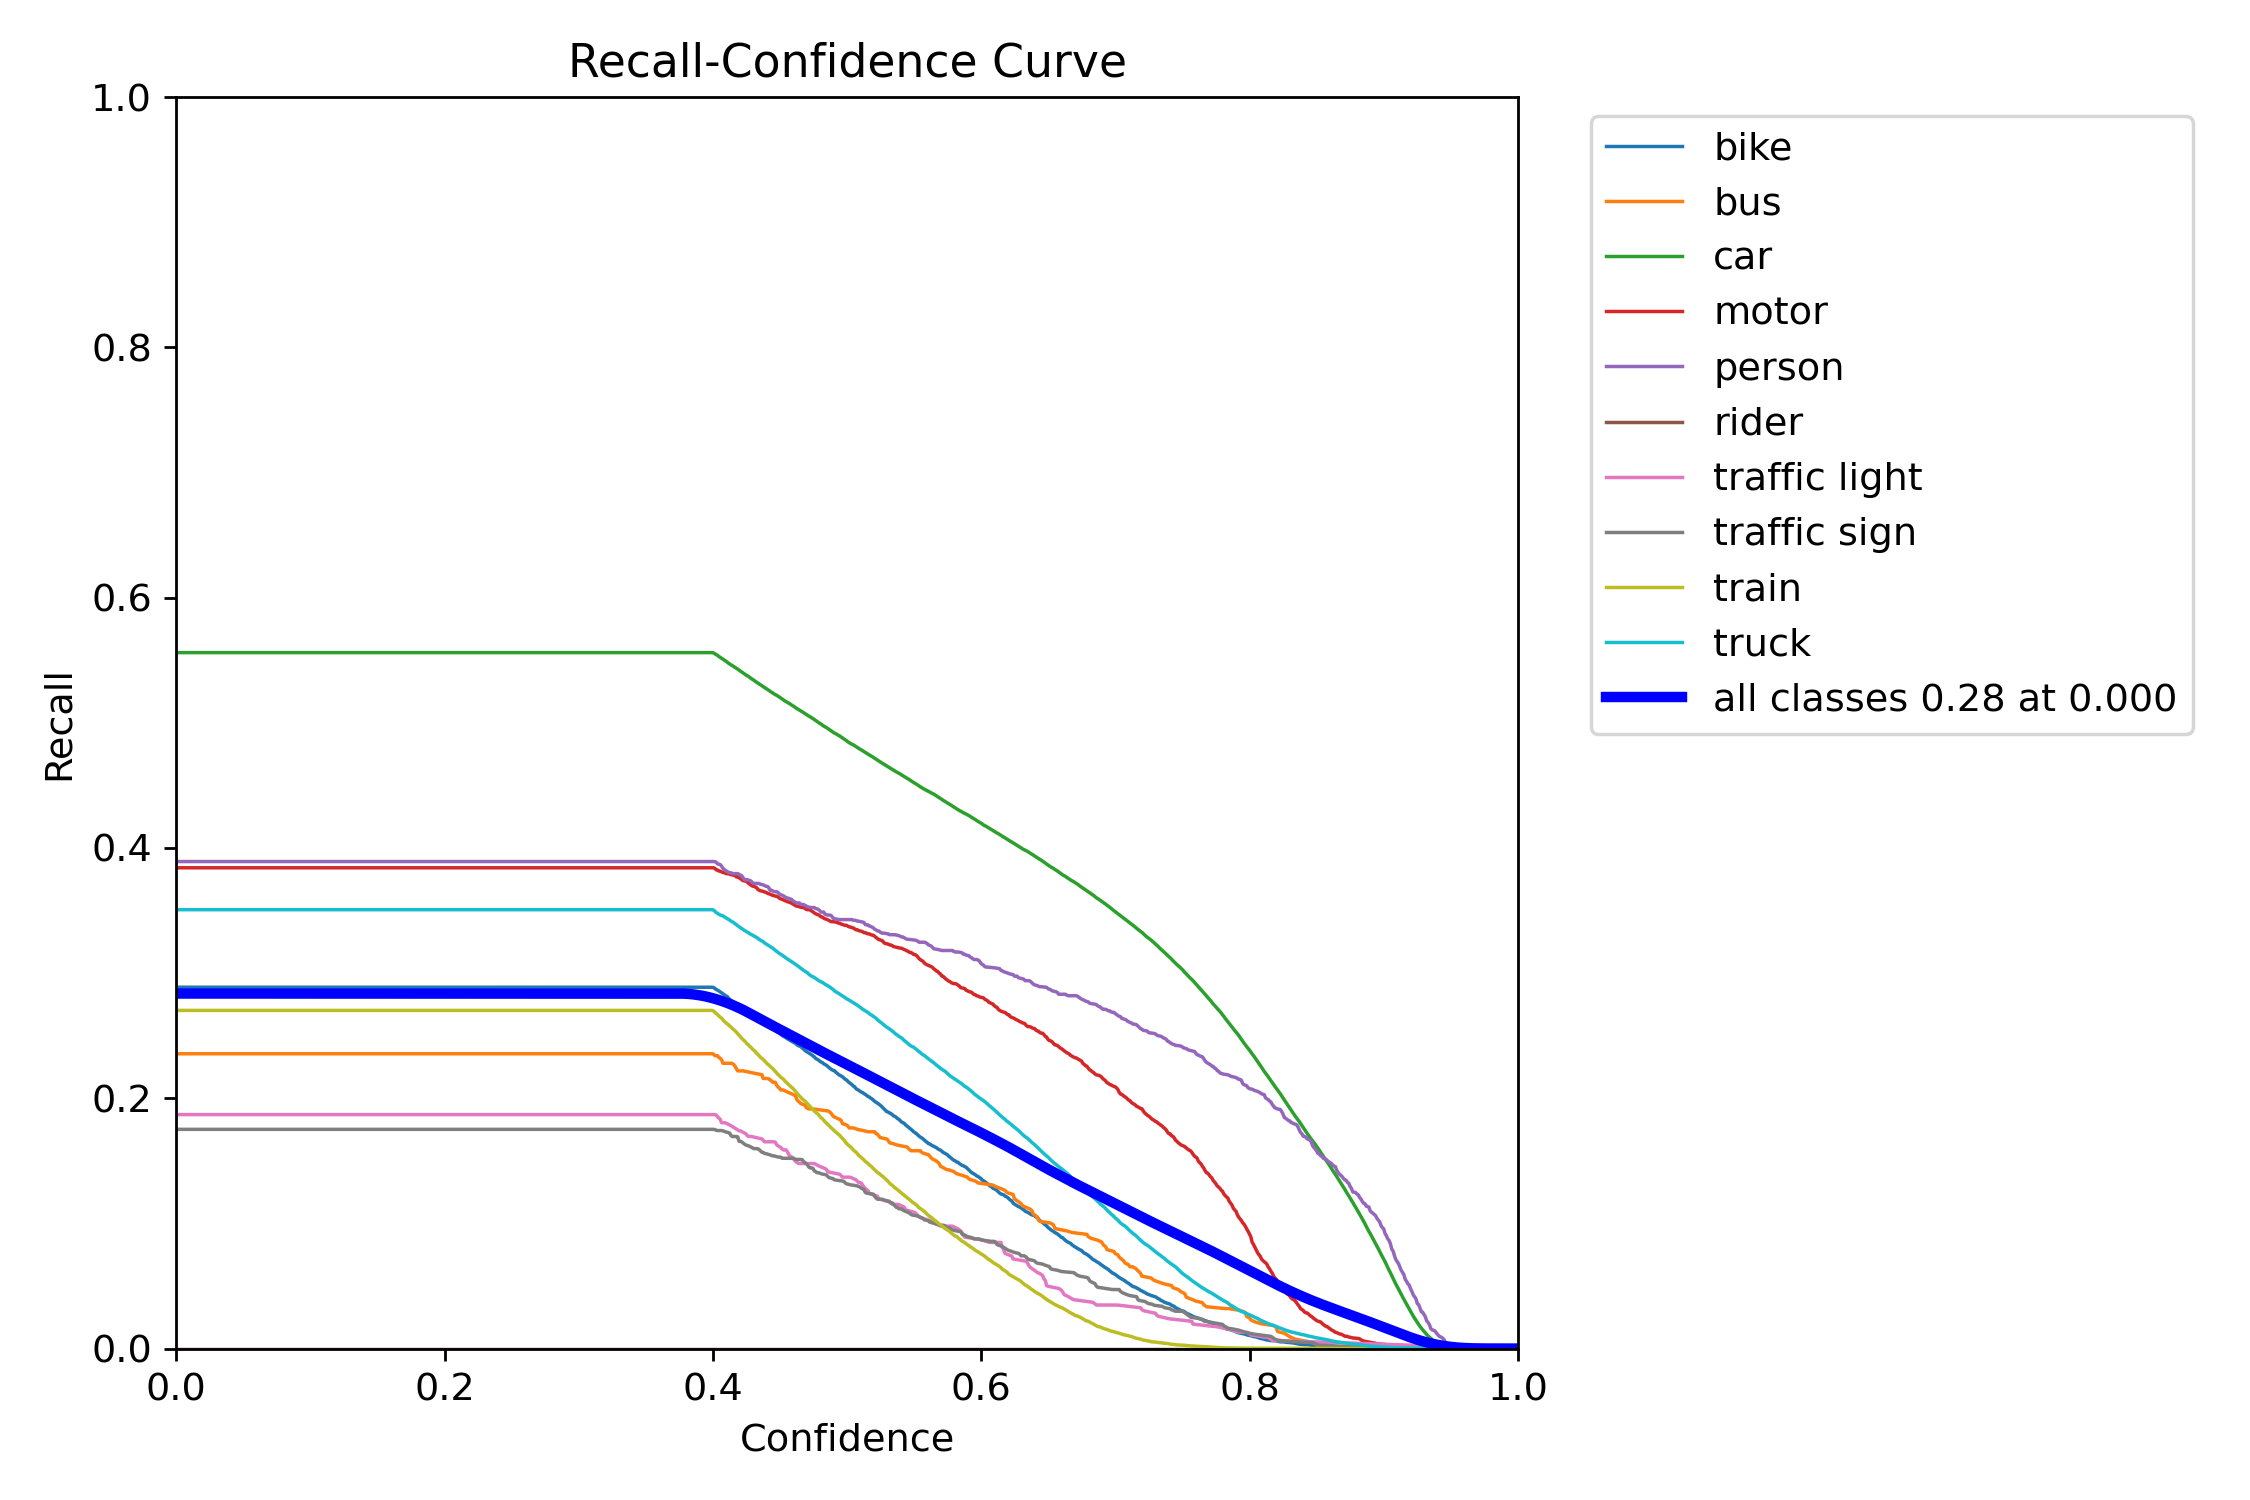 Recall-Confidence Curve
1.0
0.8
0.6
0.4
0.2
0.0
Recall
0.0 0.2 0.4 0.6 0.8 1.0
Confidence
bike
bus
car
motor
person
rider
traffic light
traffic sign
train
truck
all classes 0.28 at 0.000